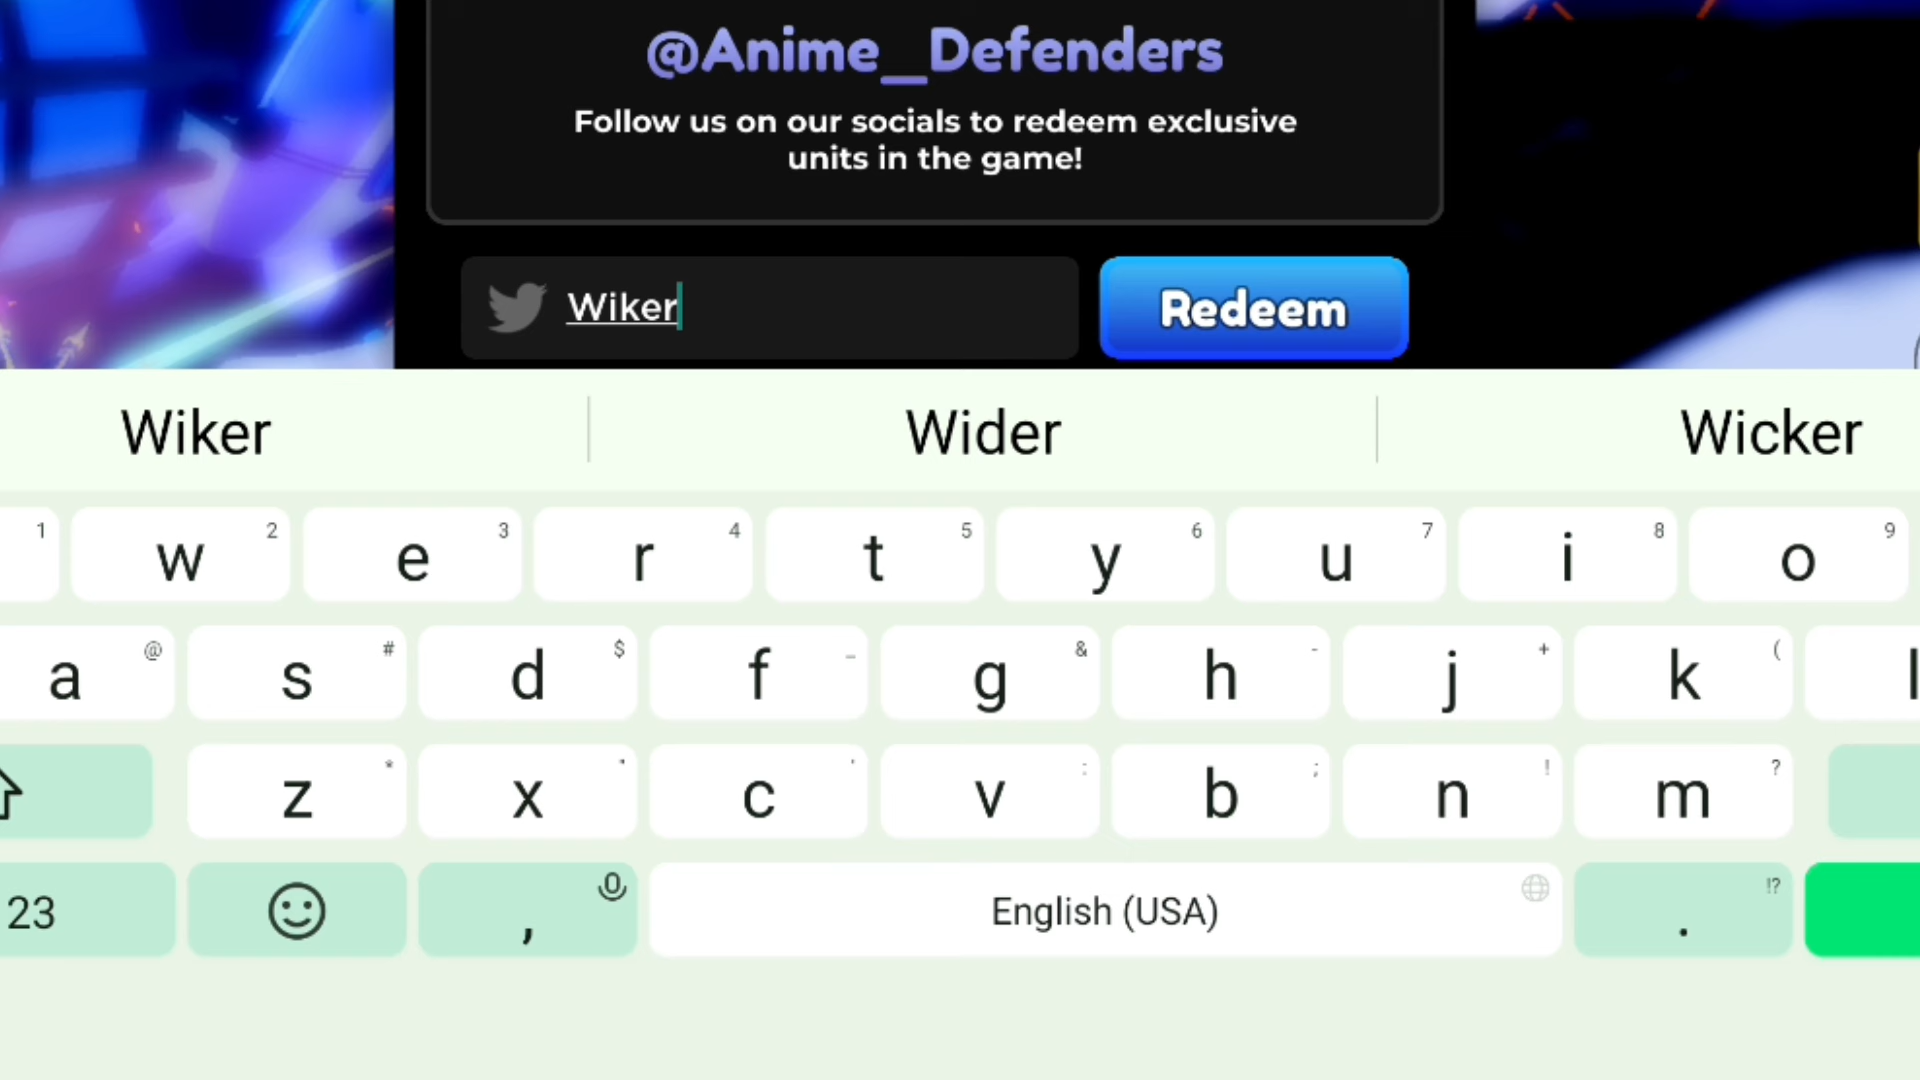 @Anime_Defenders
Follow us on our socials to redeem exclusive
units in the game!
Wiker
Redeem
Wiker Wider Wicker
1 w 2 e 3 r 4 t 5 y 6 u 7 i 8 o 9
a @ s # d $ f _ g & h - j + k ( l
z * x " c ' v : b ; n ! m ?
23 , English (USA) . !?